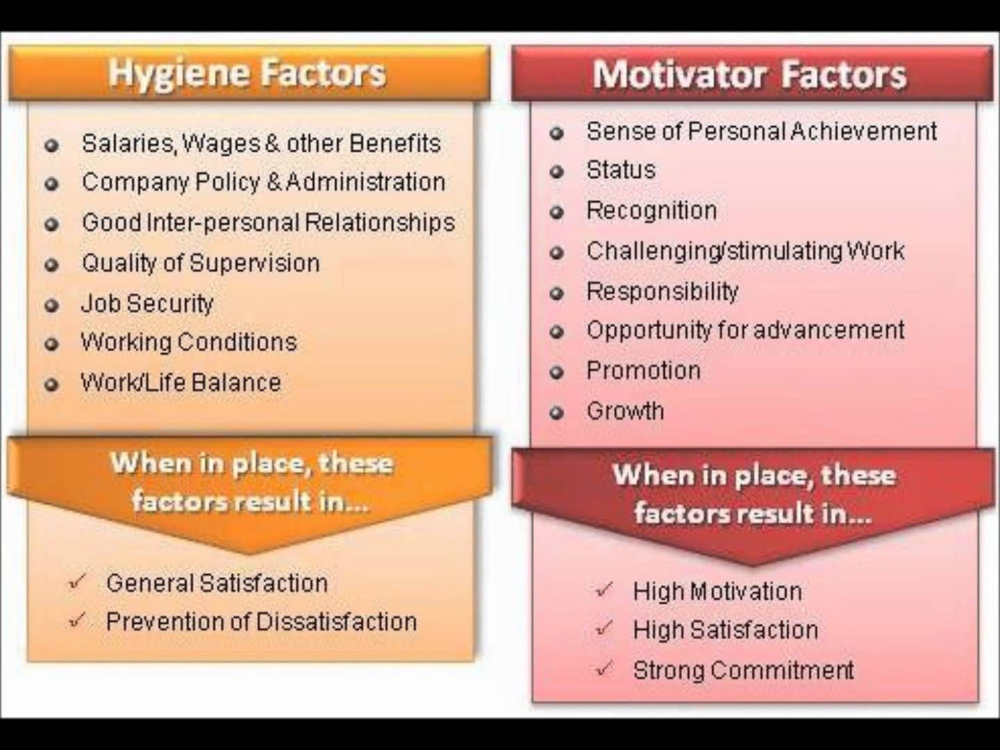 Hygiene Factors
Salaries, Wages & other Benefits
Company Policy & Administration
Good Inter-personal Relationships
Quality of Supervision
Job Security
Working Conditions
Work/Life Balance
When in place, these
factors result in...
General Satisfaction
Prevention of Dissatisfaction
Motivator Factors
Sense of Personal Achievement
Status
Recognition
Challenging/stimulating Work
Responsibility
Opportunity for advancement
Promotion
Growth
When in place, these
factors result in...
High Motivation
High Satisfaction
Strong Commitment